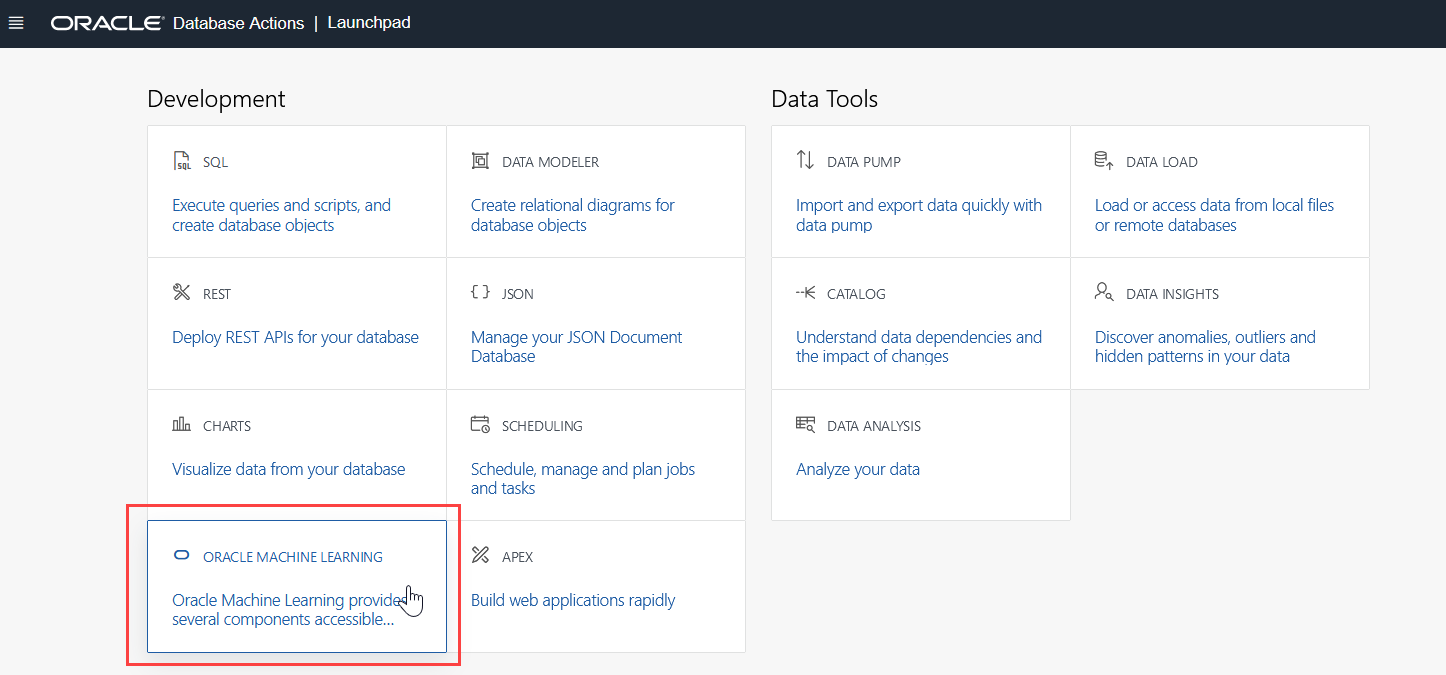 ORACLE Database Actions | Launchpad
Development
SQL
Execute queries and scripts, and
create database objects
DATA MODELER
Create relational diagrams for
database objects
REST
Deploy REST APIs for your database
JSON
Manage your JSON Document
Database
CHARTS
Visualize data from your database
SCHEDULING
Schedule, manage and plan jobs
and tasks
ORACLE MACHINE LEARNING
Oracle Machine Learning provides
several components accessible...
APEX
Build web applications rapidly
Data Tools
DATA PUMP
Import and export data quickly with
data pump
DATA LOAD
Load or access data from local files
or remote databases
CATALOG
Understand data dependencies and
the impact of changes
DATA INSIGHTS
Discover anomalies, outliers and
hidden patterns in your data
DATA ANALYSIS
Analyze your data